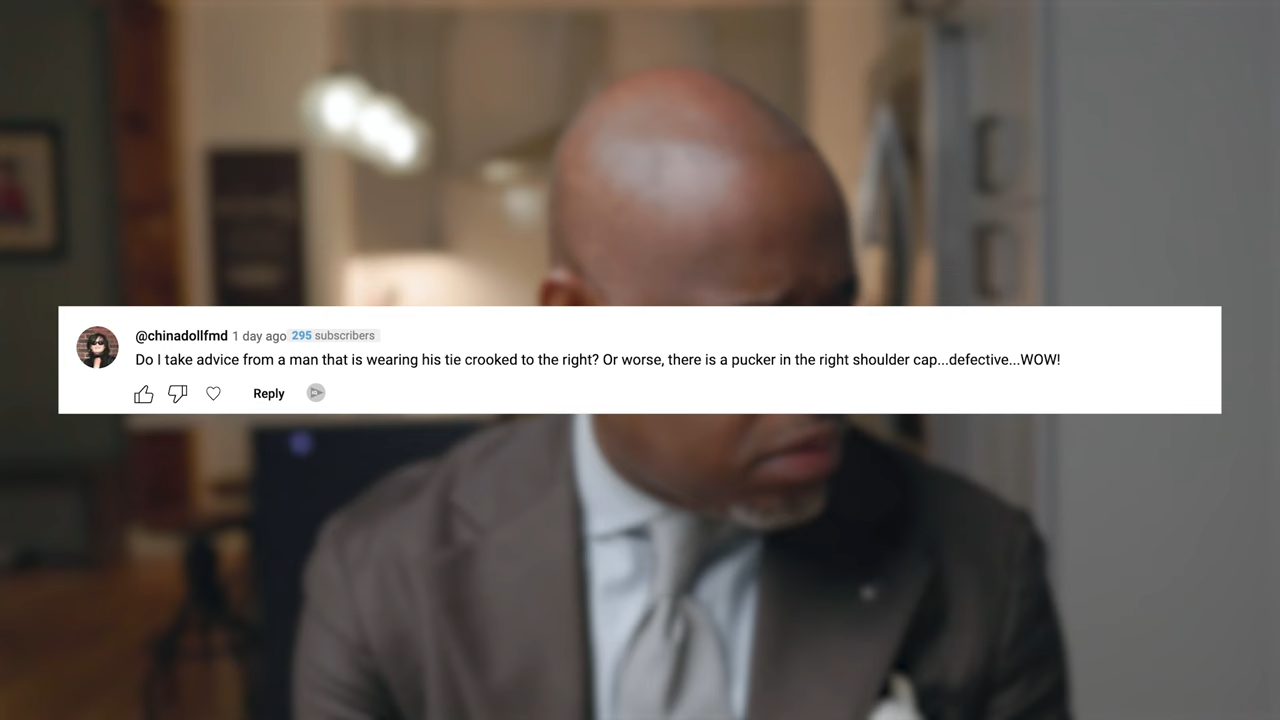 @chinadollfmd 1 day ago 295 subscribers
Do I take advice from a man that is wearing his tie crooked to the right? Or worse, there is a pucker in the right shoulder cap...defective...WOW!
Reply